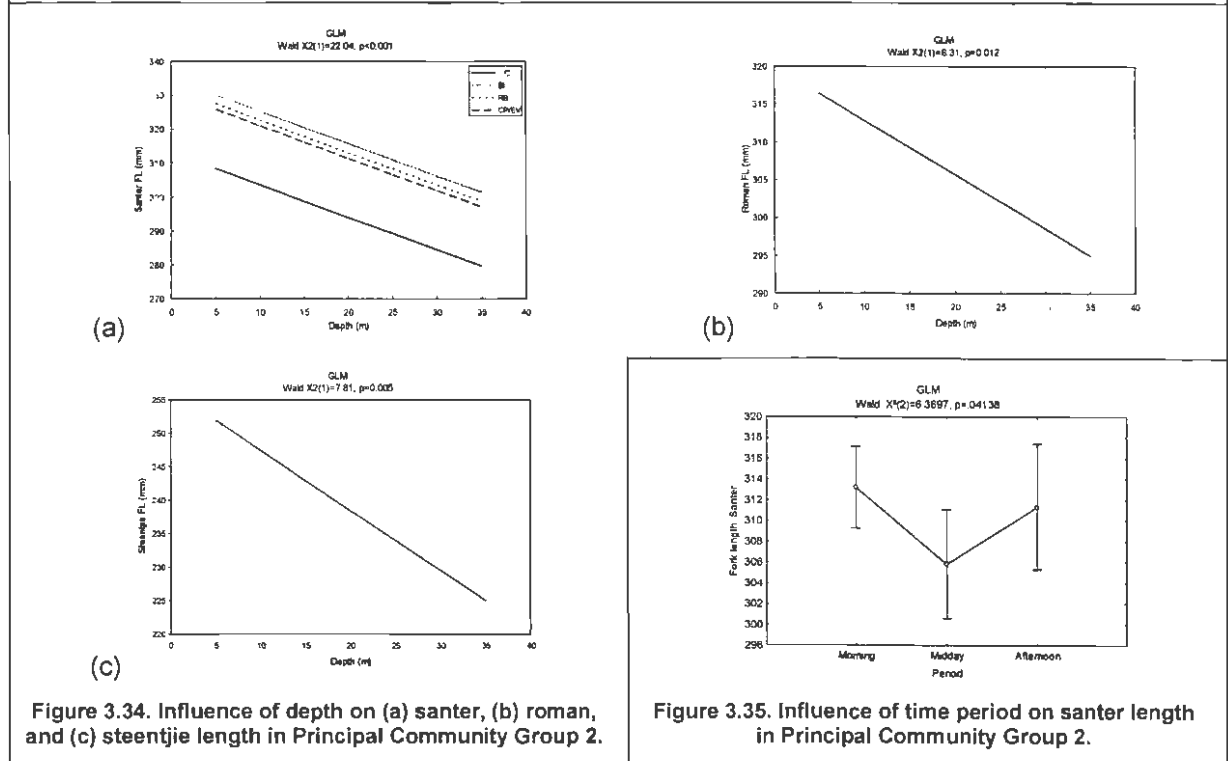 GLM
Wald X2(1)=22.04, p<0.001
340
320
310
300
290
280
270
Santer FL (mm)
BI
RB
0 5 10 15 20 25 30 35 40
Depth (m)
(a)
GLM
Wald X2(1)=6.31, p=0.012
320
315
310
305
300
295
290
Roman FL (mm)
0 5 10 15 20 25 30 35 40
Depth (m)
(b)
GLM
Wald X2(1)=7.81, p=0.005
255
250
245
240
235
230
225
220
Steentjie FL (mm)
0 5 10 15 20 25 30 35 40
Depth (m)
(c)
Figure 3.34. Influence of depth on (a) santer, (b) roman,
and (c) steentjie length in Principal Community Group 2.
GLM
Wald X²(2)=6.3697, p=.04138
320
318
316
314
312
310
308
306
304
302
300
298
296
Fork length Santer
Morning Midday Afternoon
Period
Figure 3.35. Influence of time period on santer length
in Principal Community Group 2.